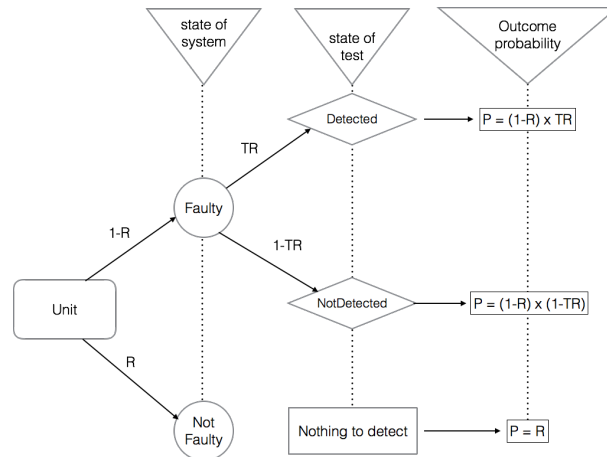 state of
system
state of
test
Outcome
probability
Detected
P = (1-R) x TR
TR
Faulty
1-R
1-TR
Unit
NotDetected
P = (1-R) x (1-TR)
R
Not
Faulty
Nothing to detect
P = R